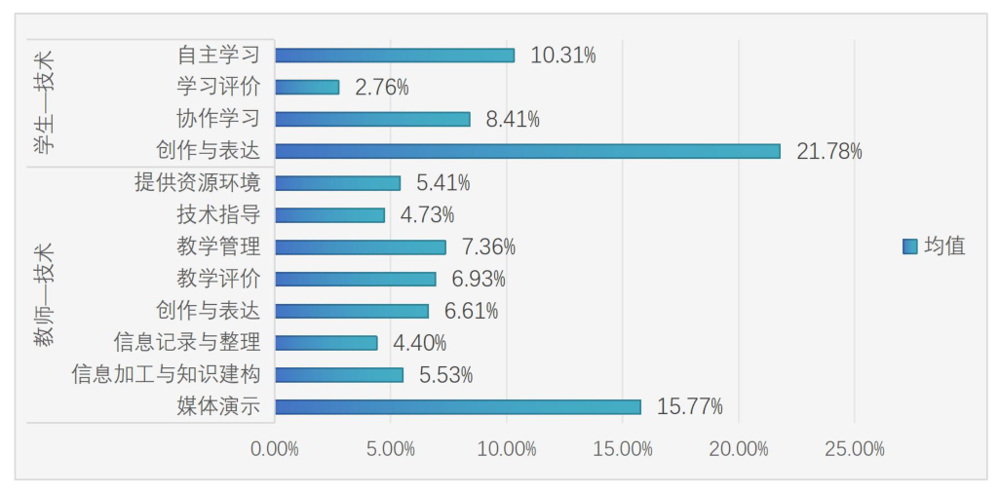 学生—技术
自主学习 10.31%
学习评价 2.76%
协作学习 8.41%
创作与表达 21.78%
教师—技术
提供资源环境 5.41%
技术指导 4.73%
教学管理 7.36%
教学评价 6.93%
创作与表达 6.61%
信息记录与整理 4.40%
信息加工与知识建构 5.53%
媒体演示 15.77%
0.00% 5.00% 10.00% 15.00% 20.00% 25.00%
均值